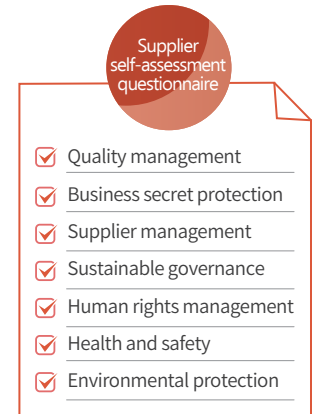 Supplier
self-assessment
questionnaire
Quality management
Business secret protection
Supplier management
Sustainable governance
Human rights management
Health and safety
Environmental protection